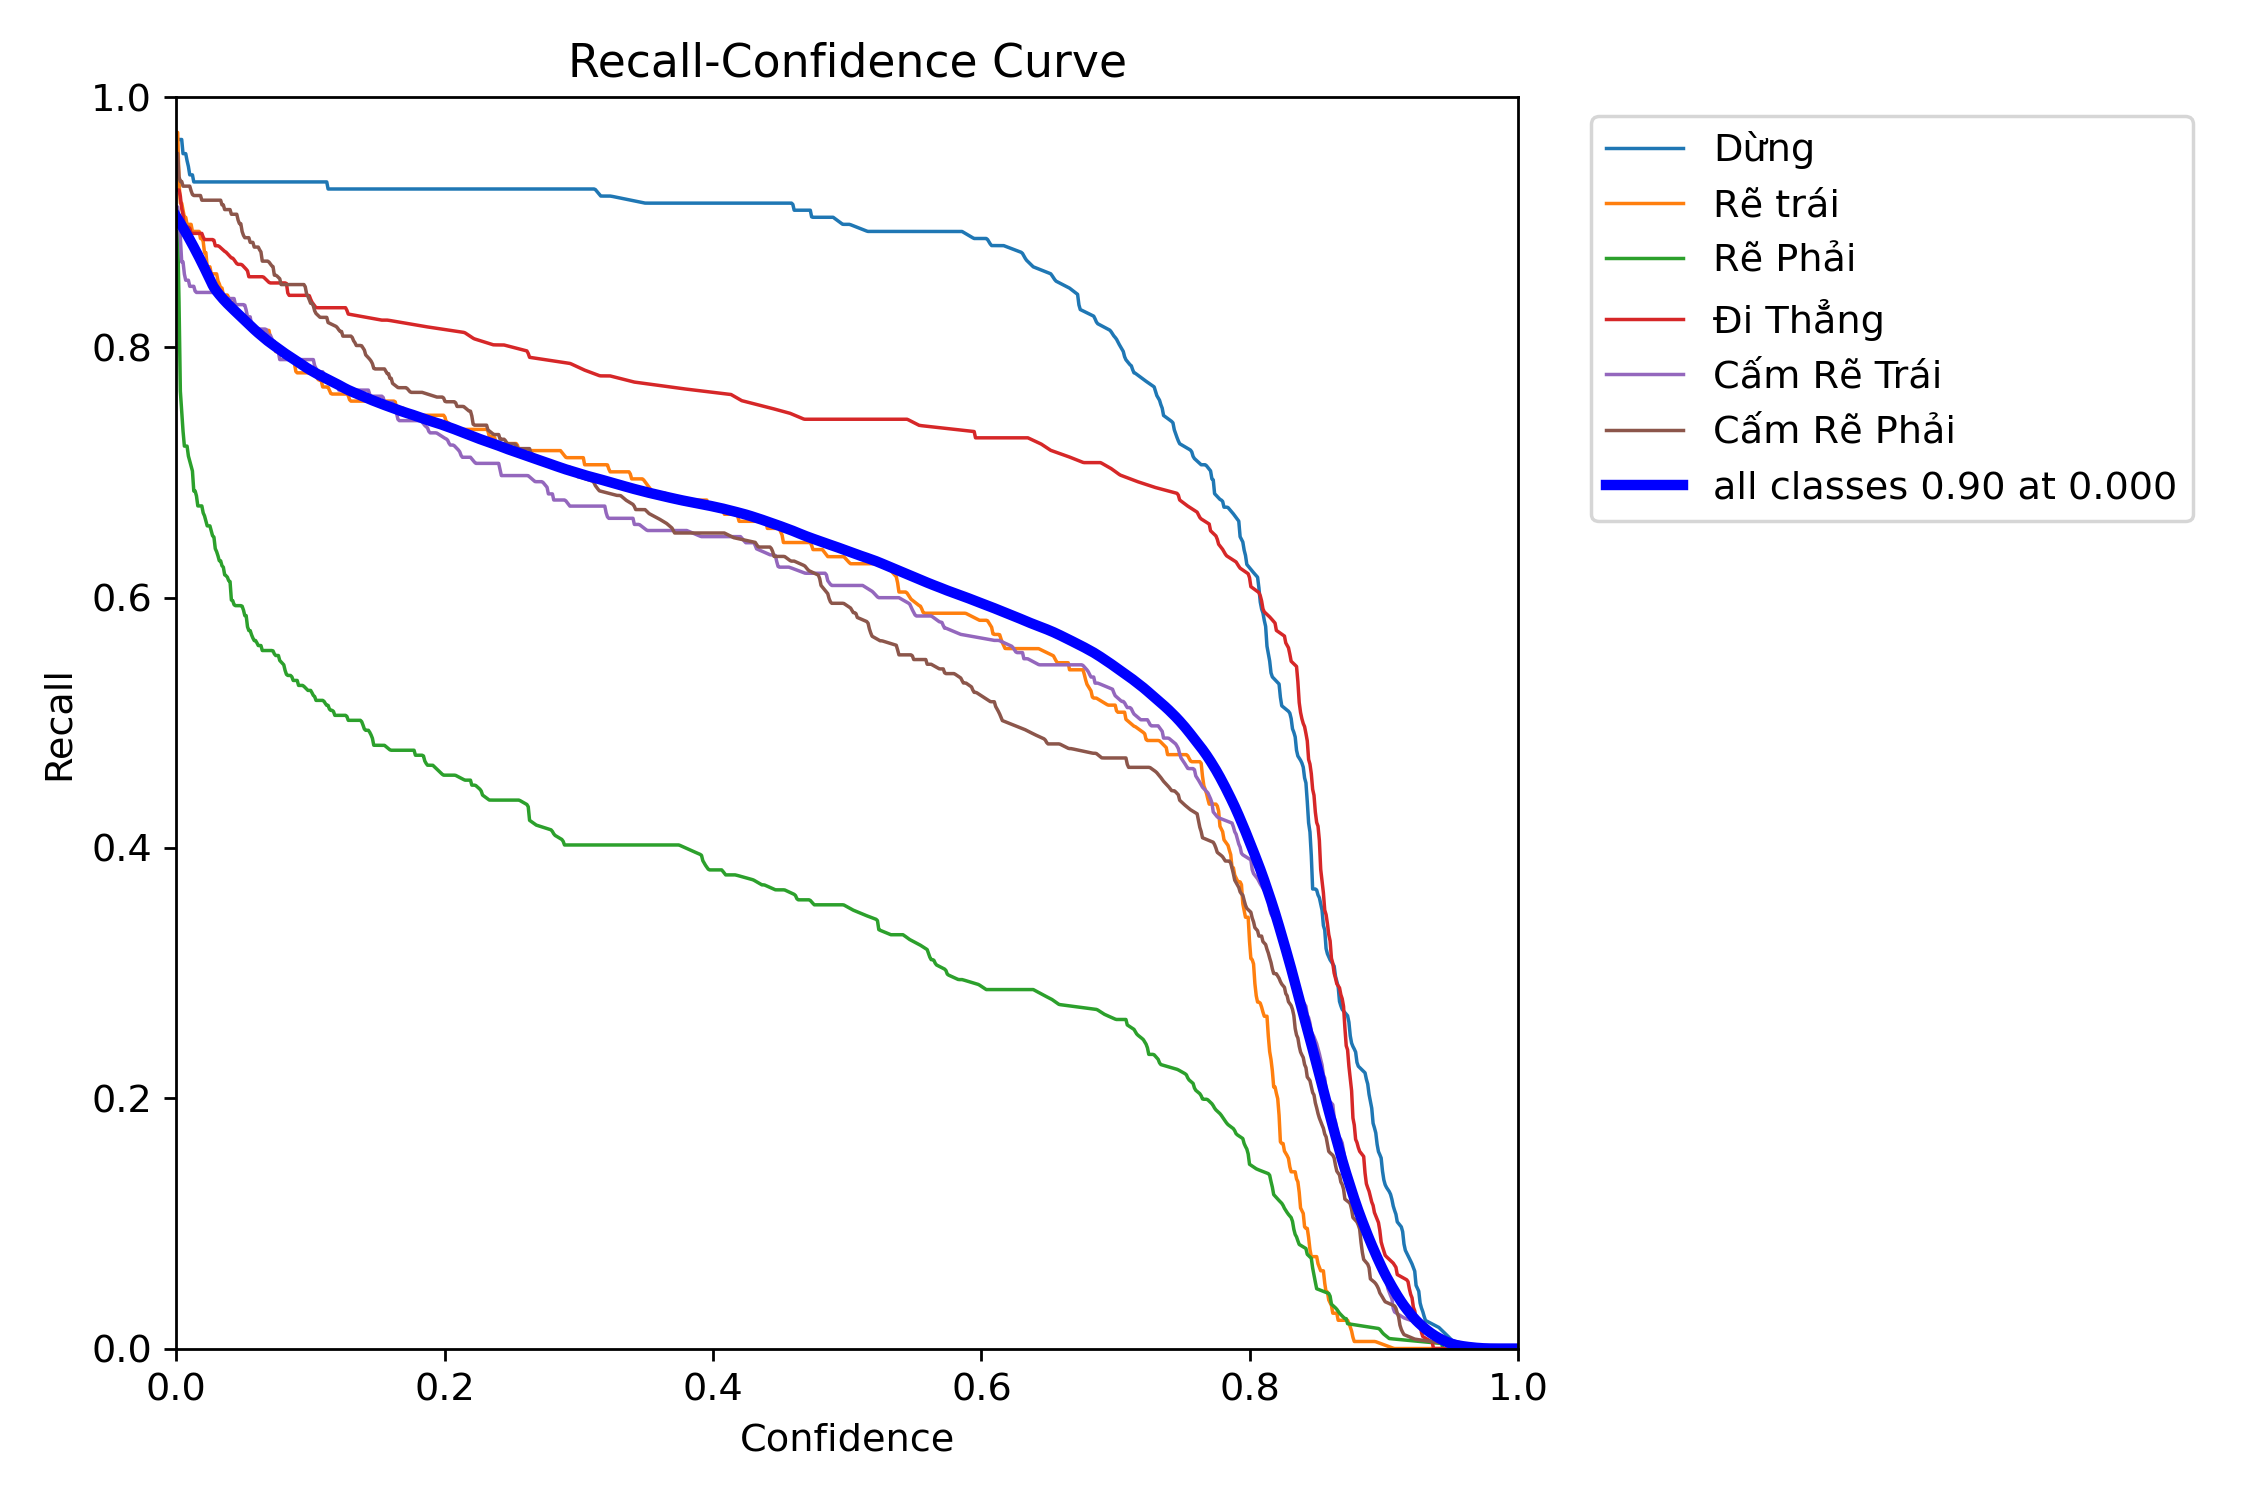 Recall-Confidence Curve
1.0
0.8
0.6
0.4
0.2
0.0
Recall
0.0 0.2 0.4 0.6 0.8 1.0
Confidence
Dừng
Rẽ trái
Rẽ Phải
Đi Thẳng
Cấm Rẽ Trái
Cấm Rẽ Phải
all classes 0.90 at 0.000